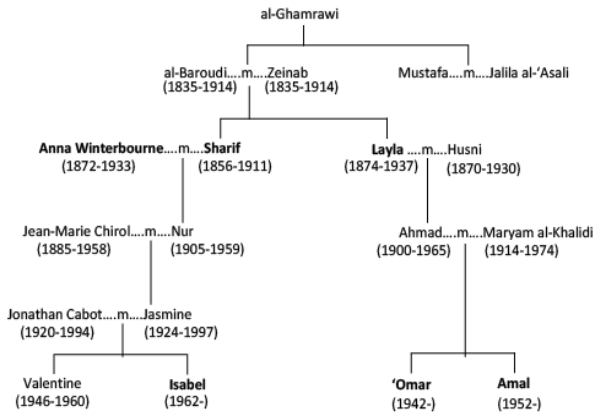 al-Ghamrawi
al-Baroudi....m....Zeinab Mustafa....m....Jalila al-‘Asali
(1835-1914) (1835-1914)
Anna Winterbourne....m....Sharif Layla ....m....Husni
(1872-1933) (1856-1911) (1874-1937) (1870-1930)
Jean-Marie Chirol....m....Nur Ahmad....m....Maryam al-Khalidi
(1885-1958) (1905-1959) (1900-1965) (1914-1974)
Jonathan Cabot....m....Jasmine
(1920-1994) (1924-1997)
Valentine Isabel ‘Omar Amal
(1946-1960) (1962-) (1942-) (1952-)